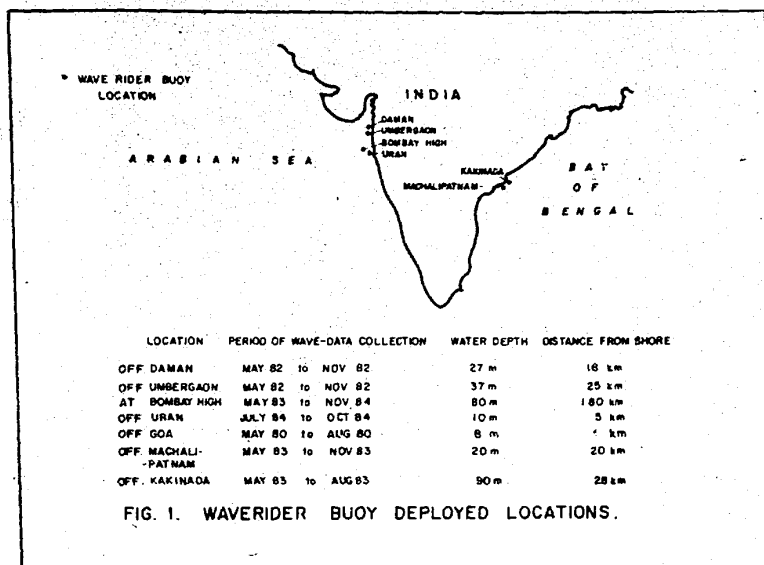 WAVE RIDER BUOY
LOCATION
INDIA
DAMAN
UMBERGAON
BOMBAY HIGH
URAN
ARABIAN SEA
KAKINADA
MACHALIPATNAM
BAY
OF
BENGAL
LOCATION PERIOD OF WAVE-DATA COLLECTION WATER DEPTH DISTANCE FROM SHORE
OFF DAMAN MAY 82 to NOV 82 27 m 16 km
OFF UMBERGAON MAY 82 to NOV 82 37 m 25 km
AT BOMBAY HIGH MAY 83 to NOV 84 80 m 180 km
OFF URAN JULY 84 to OCT 84 10 m 5 km
OFF GOA MAY 80 to AUG 80 8 m km
OFF MACHALI- MAY 83 to NOV 83 20 m 20 km
-PATNAM
OFF. KAKINADA MAY 83 to AUG 83 90 m 28 km
FIG. 1. WAVERIDER BUOY DEPLOYED LOCATIONS.